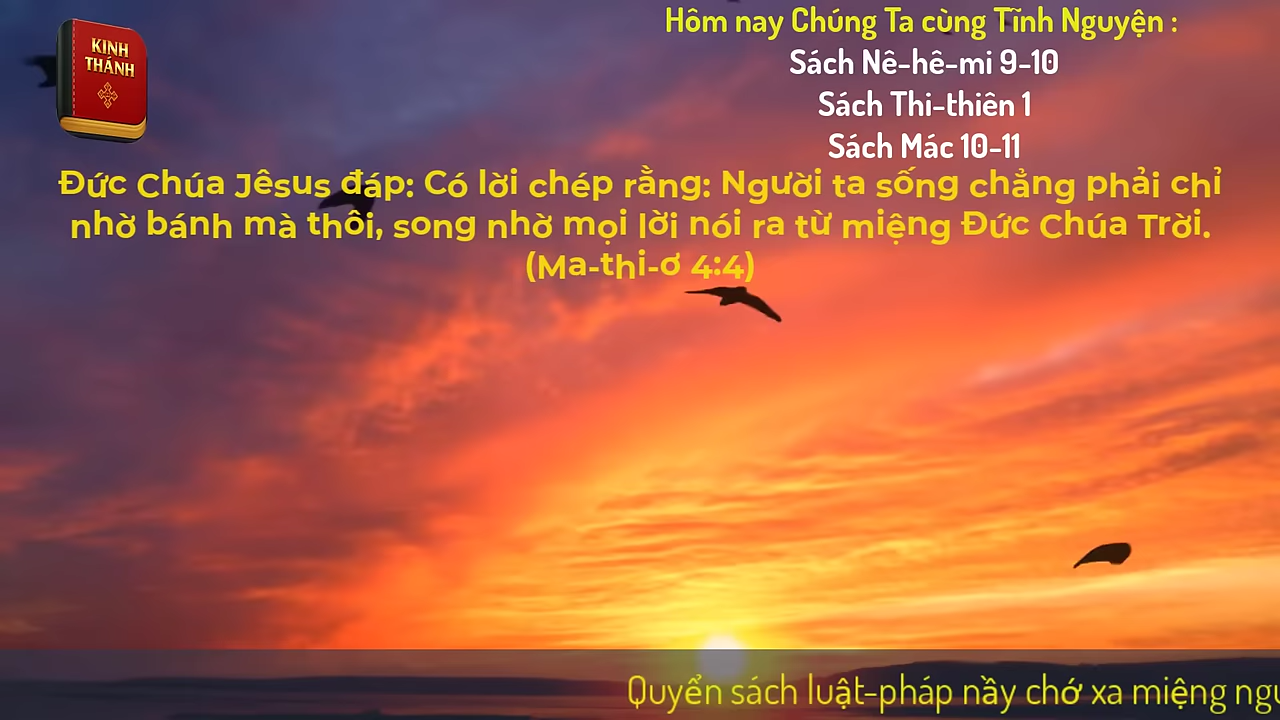 KINH
THÁNH
Hôm nay Chúng Ta cùng Tĩnh Nguyện :
Sách Nê-hê-mi 9-10
Sách Thi-thiên 1
Sách Mác 10-11
Đức Chúa Jêsus đáp: Có lời chép rằng: Người ta sống chẳng phải chỉ
nhờ bánh mà thôi, song nhờ mọi lời nói ra từ miệng Đức Chúa Trời.
(Ma-thi-ơ 4:4)
Quyển sách luật-pháp nầy chớ xa miệng